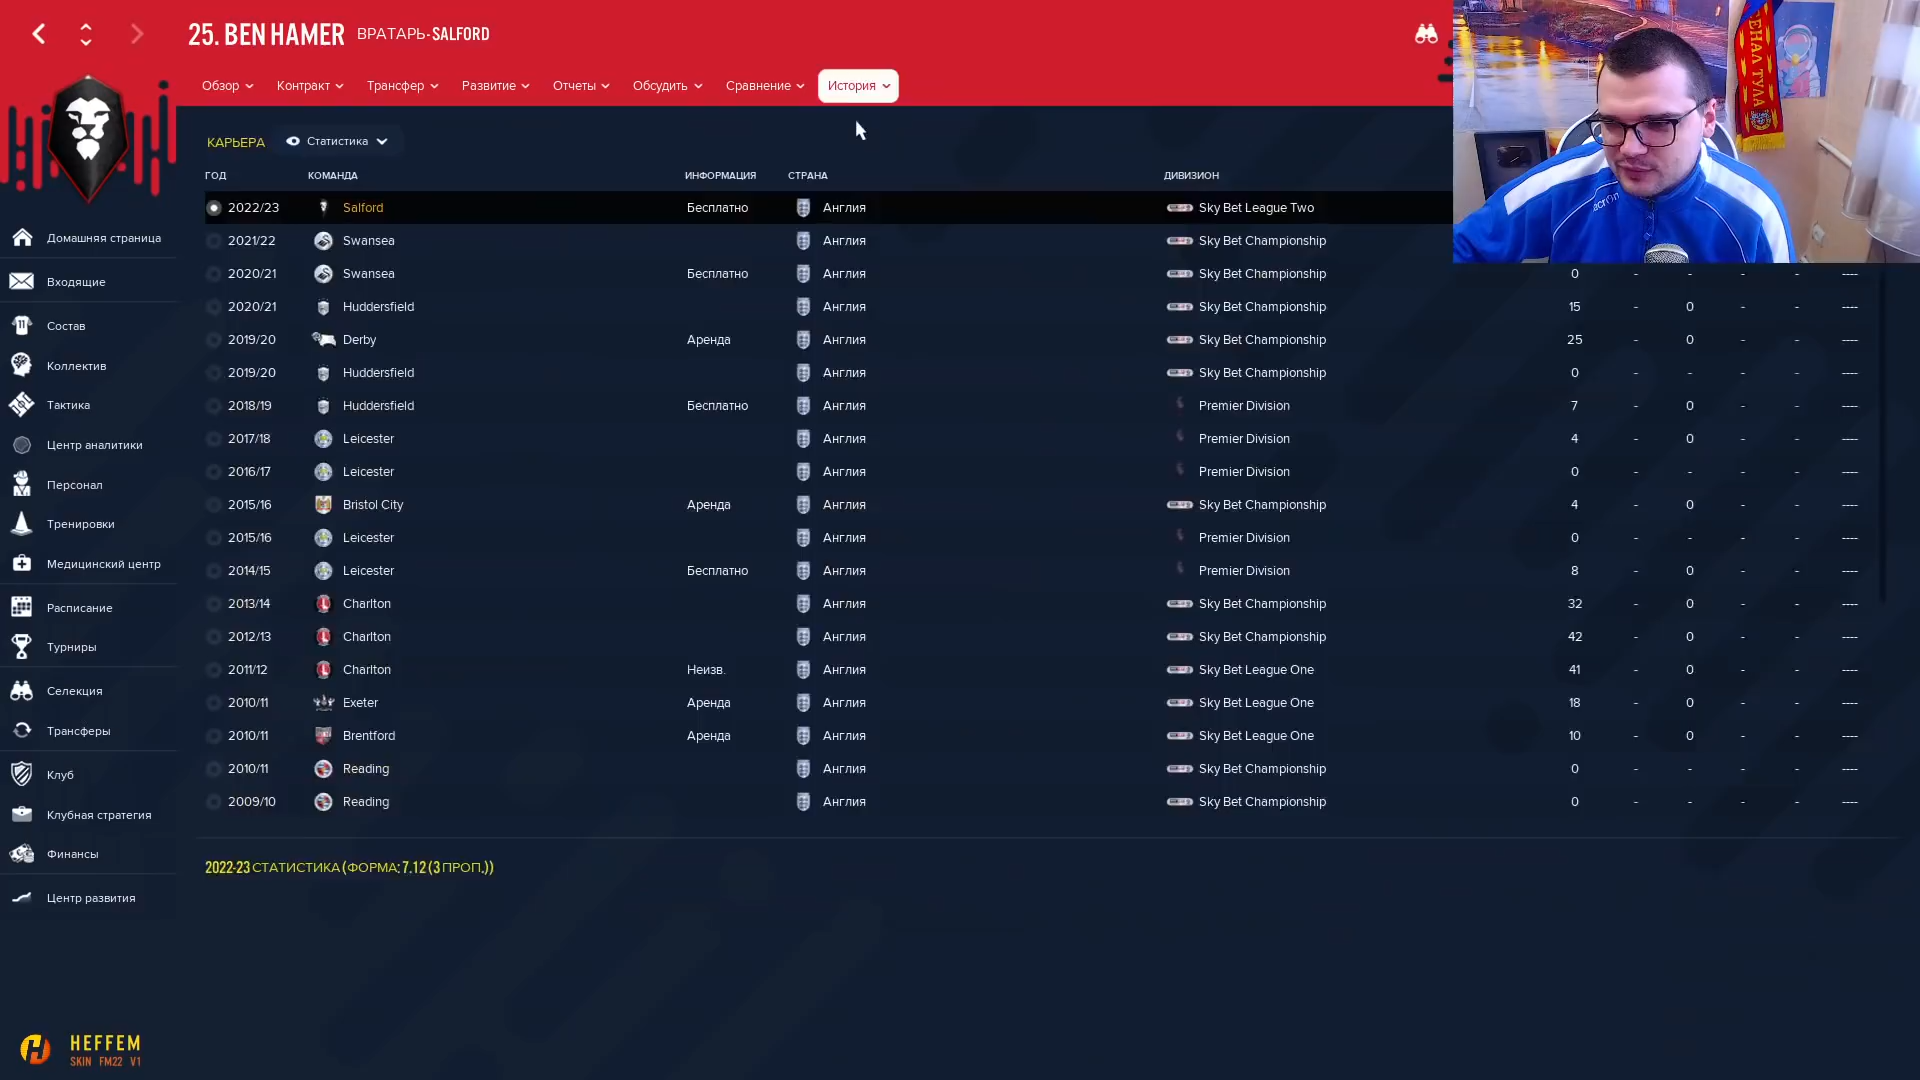 25. BEN HAMER ВРАТАРЬ-SALFORD
Обзор Контракт Трансфер Развитие Отчеты Обсудить Сравнение История
КАРЬЕРА Статистика
ГОД КОМАНДА ИНФОРМАЦИЯ СТРАНА ДИВИЗИОН
2022/23 Salford Бесплатно Англия Sky Bet League Two
2021/22 Swansea Англия Sky Bet Championship
2020/21 Swansea Бесплатно Англия Sky Bet Championship 0 - - - - ----
2020/21 Huddersfield Англия Sky Bet Championship 15 - 0 - - ----
2019/20 Derby Аренда Англия Sky Bet Championship 25 - 0 - - ----
2019/20 Huddersfield Англия Sky Bet Championship 0 - - - - ----
2018/19 Huddersfield Бесплатно Англия Premier Division 7 - 0 - - ----
2017/18 Leicester Англия Premier Division 4 - 0 - - ----
2016/17 Leicester Англия Premier Division 0 - - - - ----
2015/16 Bristol City Аренда Англия Sky Bet Championship 4 - 0 - - ----
2015/16 Leicester Англия Premier Division 0 - - - - ----
2014/15 Leicester Бесплатно Англия Premier Division 8 - 0 - - ----
2013/14 Charlton Англия Sky Bet Championship 32 - 0 - - ----
2012/13 Charlton Англия Sky Bet Championship 42 - 0 - - ----
2011/12 Charlton Неизв. Англия Sky Bet League One 41 - 0 - - ----
2010/11 Exeter Аренда Англия Sky Bet League One 18 - 0 - - ----
2010/11 Brentford Аренда Англия Sky Bet League One 10 - 0 - - ----
2010/11 Reading Англия Sky Bet Championship 0 - - - - ----
2009/10 Reading Англия Sky Bet Championship 0 - - - - ----
2022-23 СТАТИСТИКА (ФОРМА: 7.12 (3 ПРОП.))
Домашняя страница
Входящие
Состав
Коллектив
Тактика
Центр аналитики
Персонал
Тренировки
Медицинский центр
Расписание
Турниры
Селекция
Трансферы
Клуб
Клубная стратегия
Финансы
Центр развития
HEFFEM
SKIN FM22 V1
ЕНАЛ ТУЛА
acron